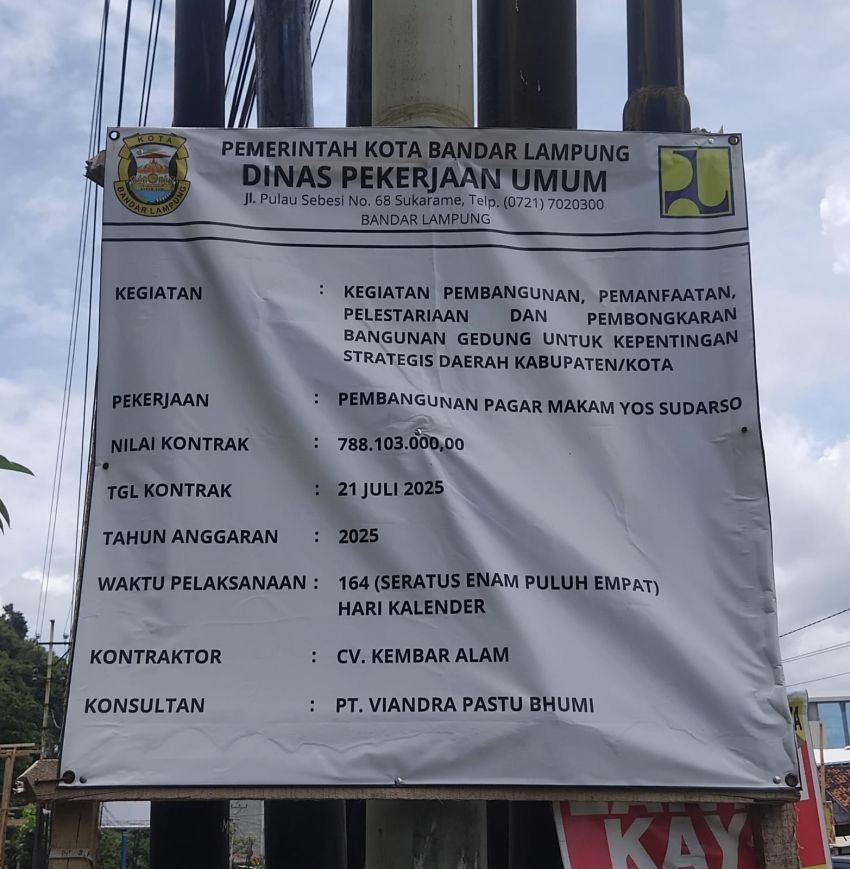 KOTA
BANDAR LAMPUNG
PEMERINTAH KOTA BANDAR LAMPUNG
DINAS PEKERJAAN UMUM
Jl. Pulau Sebesi No. 68 Sukarame, Telp. (0721) 7020300
BANDAR LAMPUNG
KEGIATAN : KEGIATAN PEMBANGUNAN, PEMANFAATAN,
PELESTARIAAN DAN PEMBONGKARAN
BANGUNAN GEDUNG UNTUK KEPENTINGAN
STRATEGIS DAERAH KABUPATEN/KOTA
PEKERJAAN : PEMBANGUNAN PAGAR MAKAM YOS SUDARSO
NILAI KONTRAK : 788.103.000,00
TGL KONTRAK : 21 JULI 2025
TAHUN ANGGARAN : 2025
WAKTU PELAKSANAAN : 164 (SERATUS ENAM PULUH EMPAT)
HARI KALENDER
KONTRAKTOR : CV. KEMBAR ALAM
KONSULTAN : PT. VIANDRA PASTU BHUMI
KAY